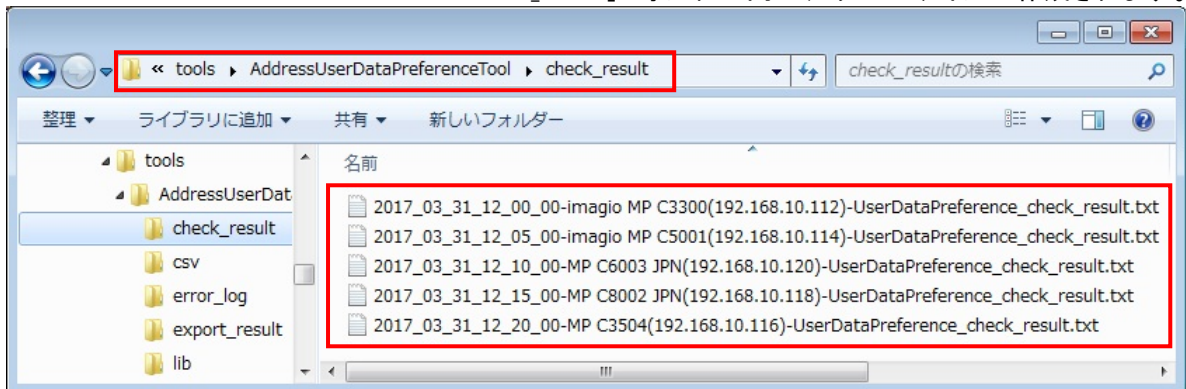 « tools ▸ AddressUserDataPreferenceTool ▸ check_result
check_resultの検索
整理 ▼ ライブラリに追加 ▼ 共有 ▼ 新しいフォルダー
tools
AddressUserDat
check_result
csv
error_log
export_result
lib
名前
2017_03_31_12_00_00-imagio MP C3300(192.168.10.112)-UserDataPreference_check_result.txt
2017_03_31_12_05_00-imagio MP C5001(192.168.10.114)-UserDataPreference_check_result.txt
2017_03_31_12_10_00-MP C6003 JPN(192.168.10.120)-UserDataPreference_check_result.txt
2017_03_31_12_15_00-MP C8002 JPN(192.168.10.118)-UserDataPreference_check_result.txt
2017_03_31_12_20_00-MP C3504(192.168.10.116)-UserDataPreference_check_result.txt